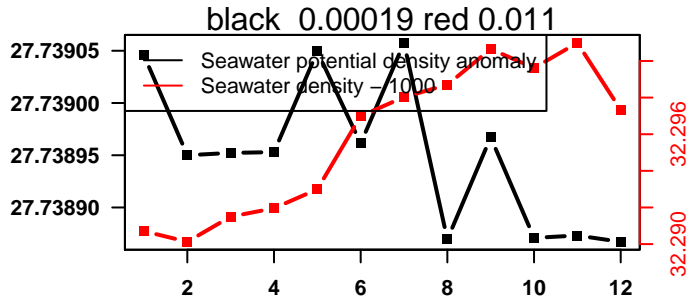 black  0.00019 red 0.011
27.73905
27.73900
27.73895
27.73890
Seawater potential density anomaly
Seawater density − 1000
32.296
32.290
2 4 6 8 10 12